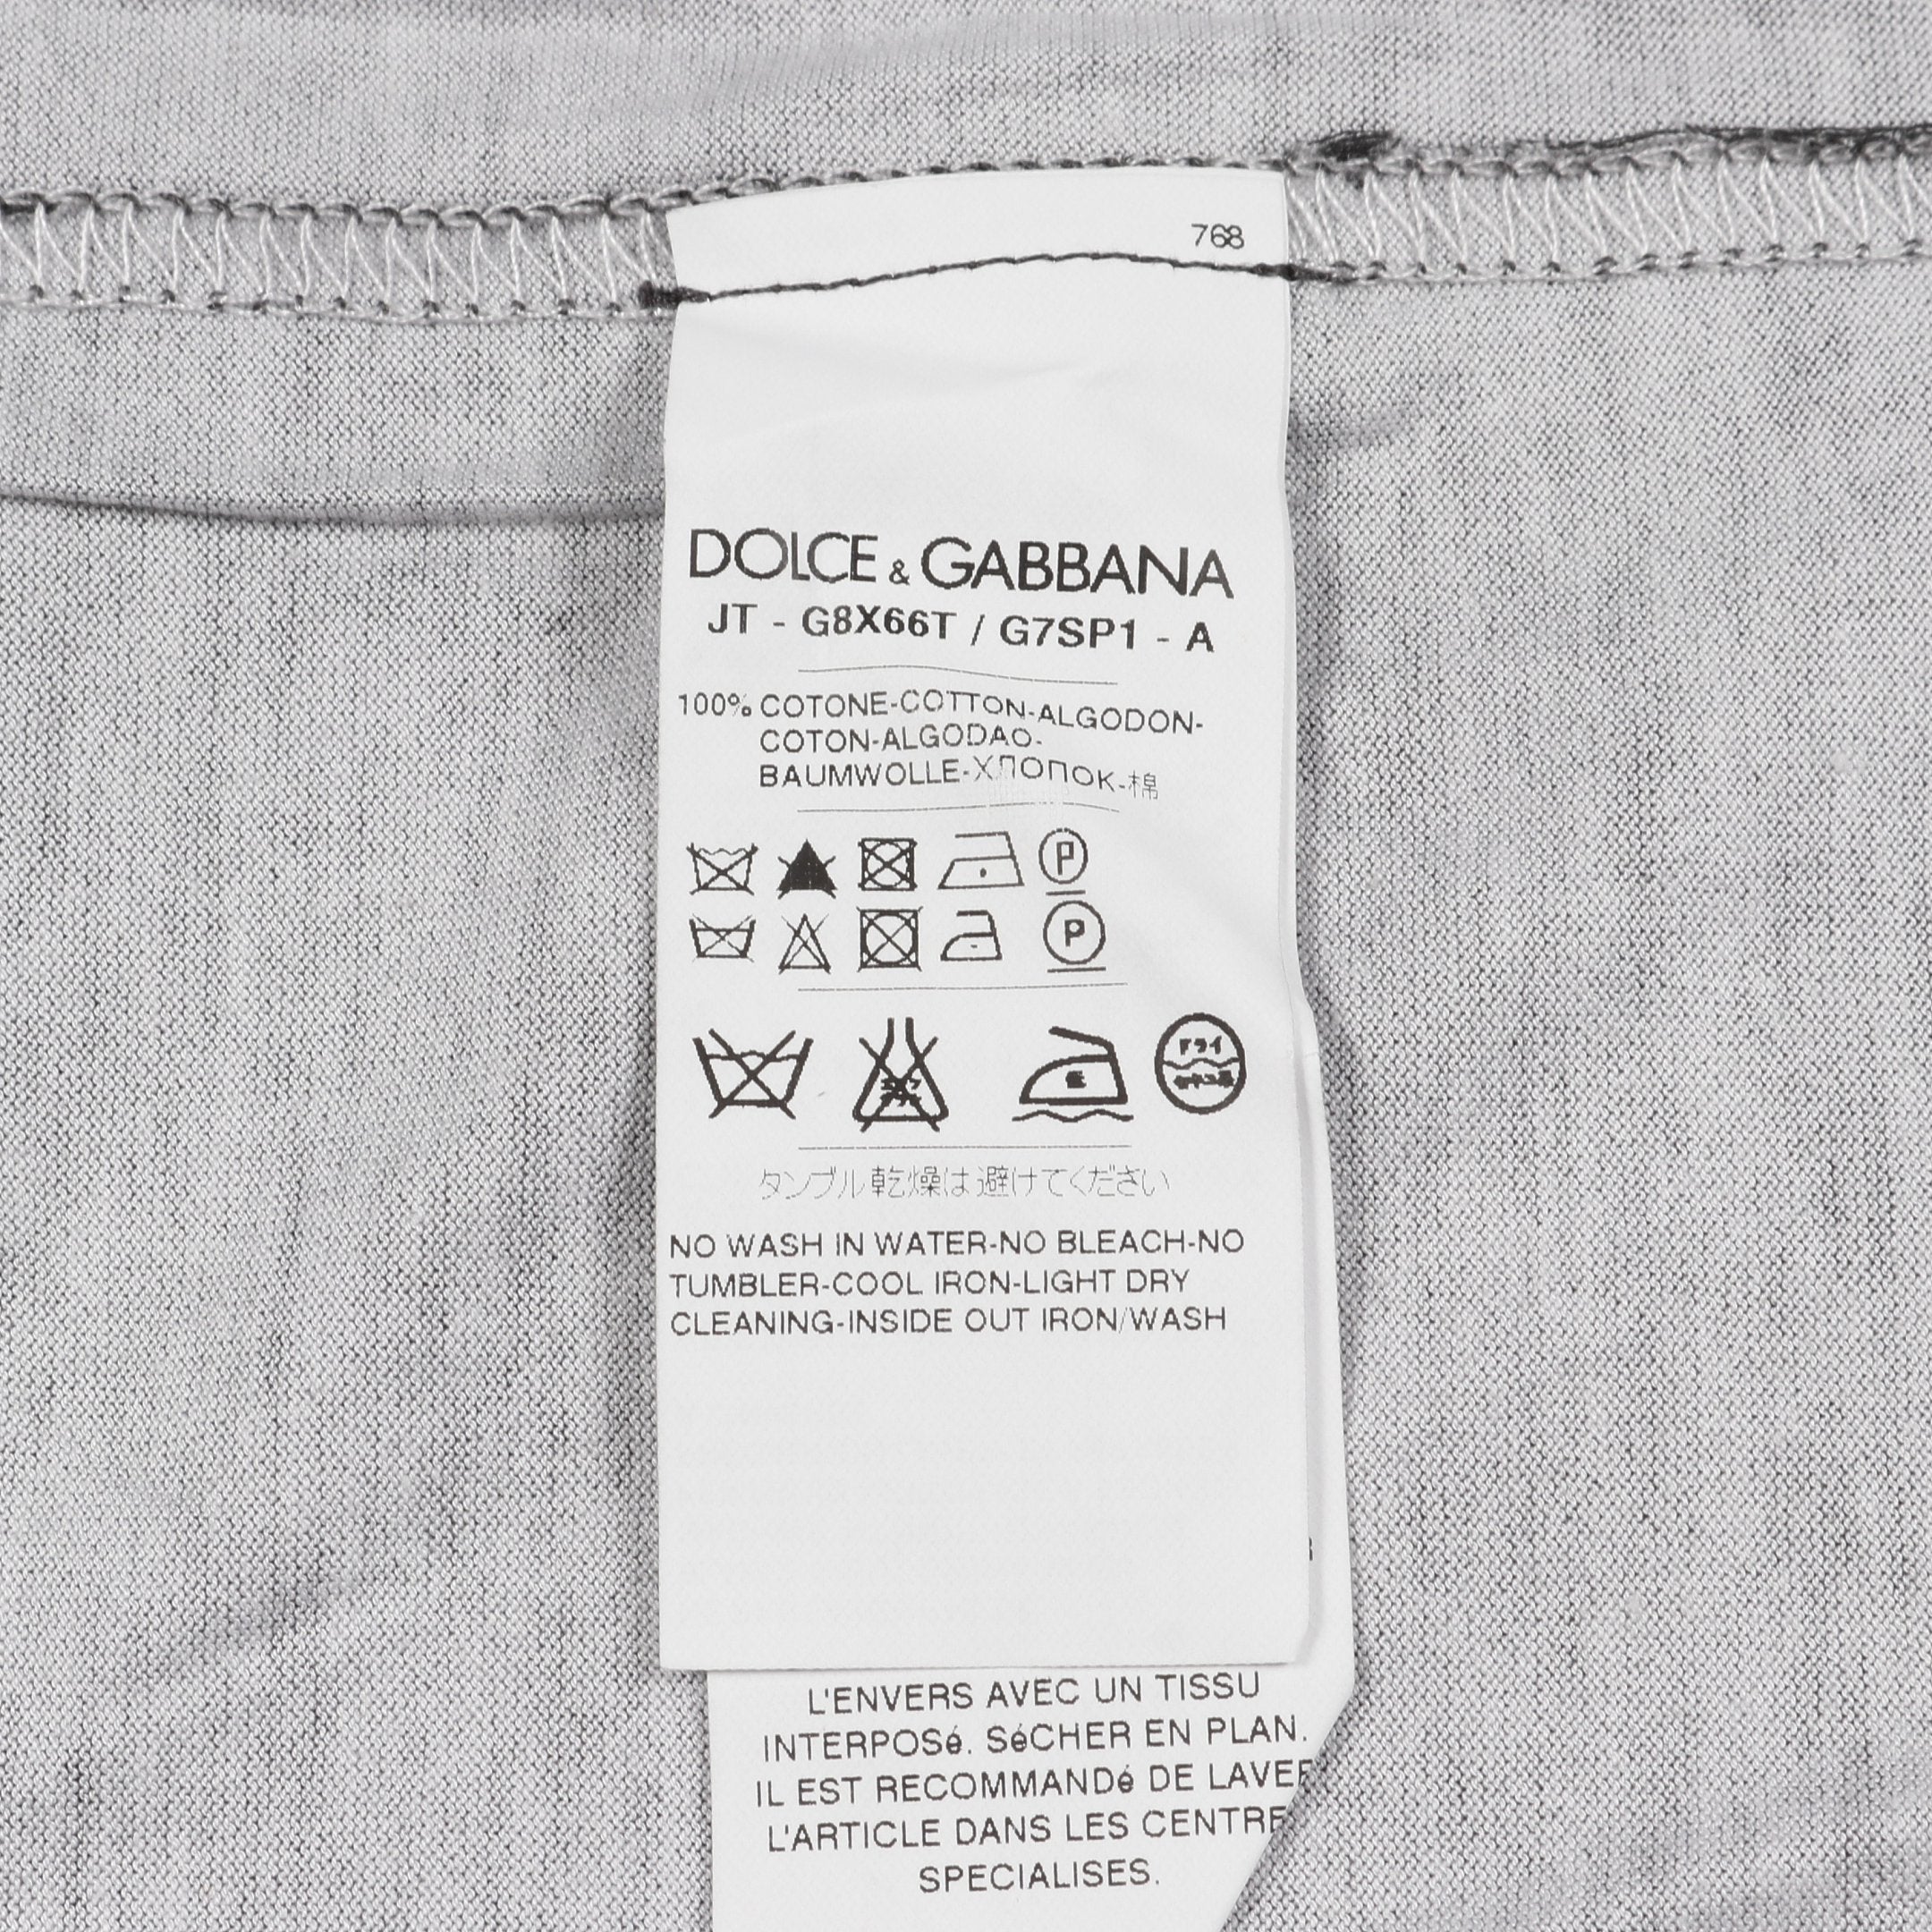 768
DOLCE & GABBANA
JT - G8X66T / G7SP1 - A
100% COTONE-COTTON-ALGODON-
COTON-ALGODAO-
BAUMWOLLE-ХЛОПОК-棉
P
P
ドライ
タンブル乾燥は避けてください
NO WASH IN WATER-NO BLEACH-NO
TUMBLER-COOL IRON-LIGHT DRY
CLEANING-INSIDE OUT IRON/WASH
L'ENVERS AVEC UN TISSU
INTERPOSé. SéCHER EN PLAN.
IL EST RECOMMANDé DE LAVER
L'ARTICLE DANS LES CENTRE
SPECIALISES.